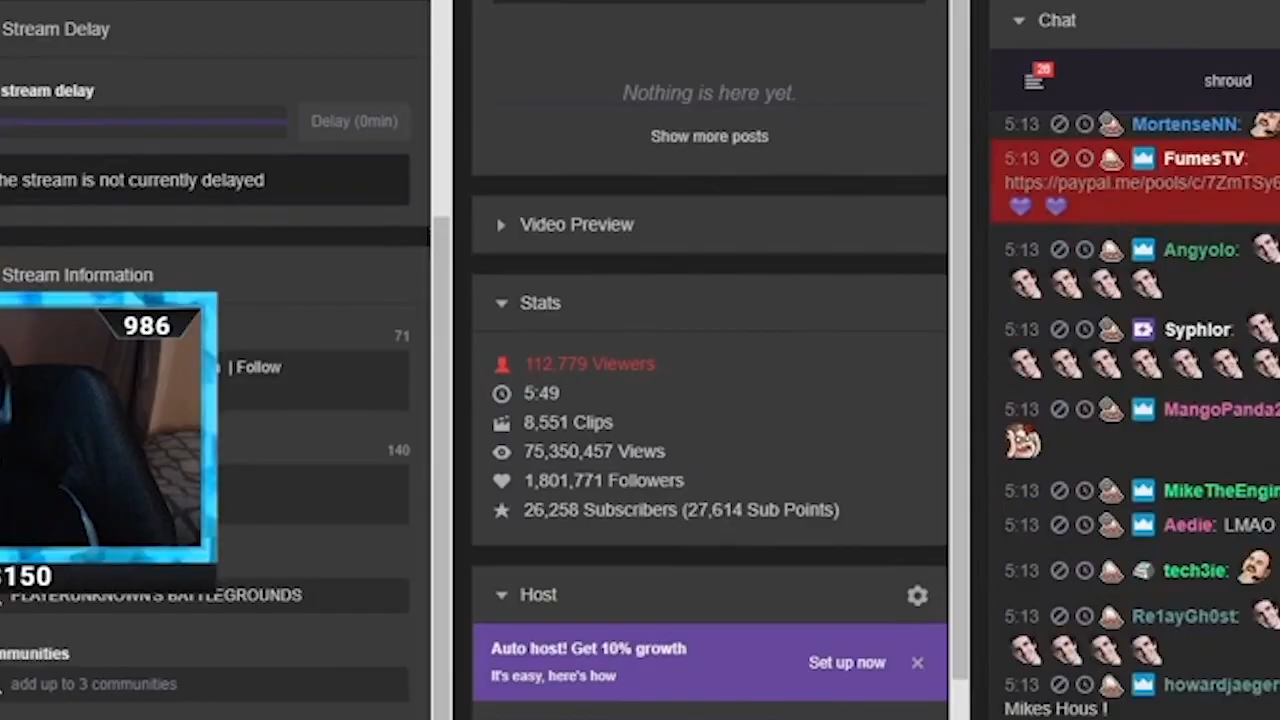 Stream Delay
stream delay
Delay (0min)
he stream is not currently delayed
Stream Information
986
71
| Follow
140
150
PLAYERUNKNOWN'S BATTLEGROUNDS
mmunities
add up to 3 communities
Nothing is here yet.
Show more posts
Video Preview
Stats
112,779 Viewers
5:49
8,551 Clips
75,350,457 Views
1,801,771 Followers
26,258 Subscribers (27,614 Sub Points)
Host
Auto host! Get 10% growth
It's easy, here's how
Set up now
Chat
26
shroud
5:13 MortenseNN:
5:13 FumesTV:
https://paypal.me/pools/c/7ZmTSy6
5:13 Angyolo:
5:13 Syphlor:
5:13 MangoPanda2
5:13 MikeTheEngin
5:13 Aedie: LMAO
5:13 tech3ie:
5:13 Re1ayGh0st:
5:13 howardjaeger
Mikes Hous !